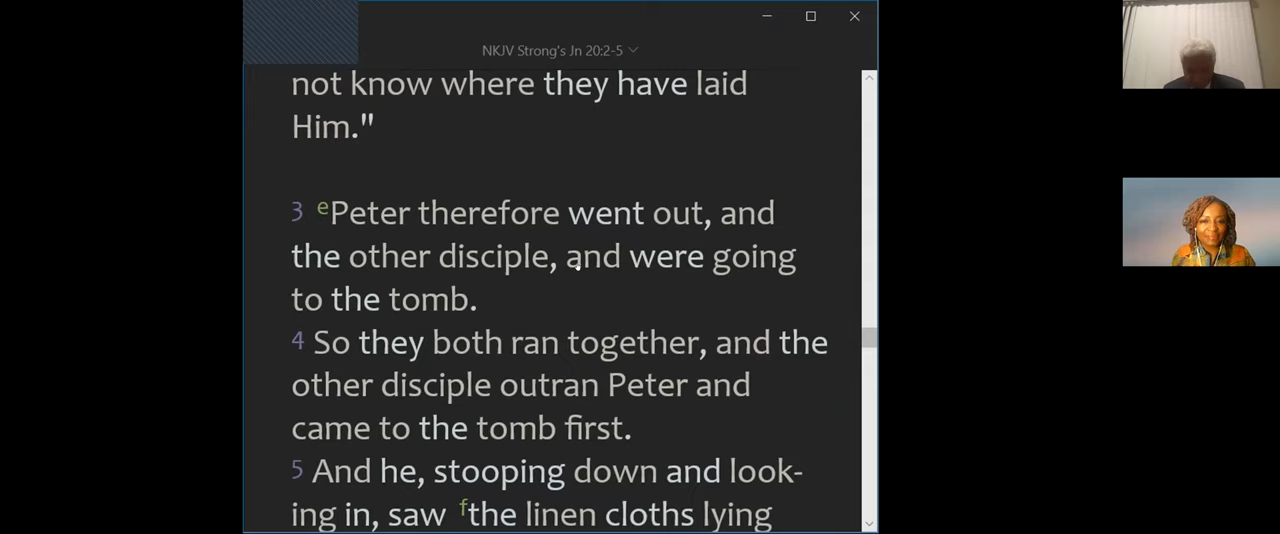 NKJV Strong's Jn 20:2-5
not know where they have laid
Him."
3 ePeter therefore went out, and
the other disciple, and were going
to the tomb.
4 So they both ran together, and the
other disciple outran Peter and
came to the tomb first.
5 And he, stooping down and look-
ing in, saw fthe linen cloths lying